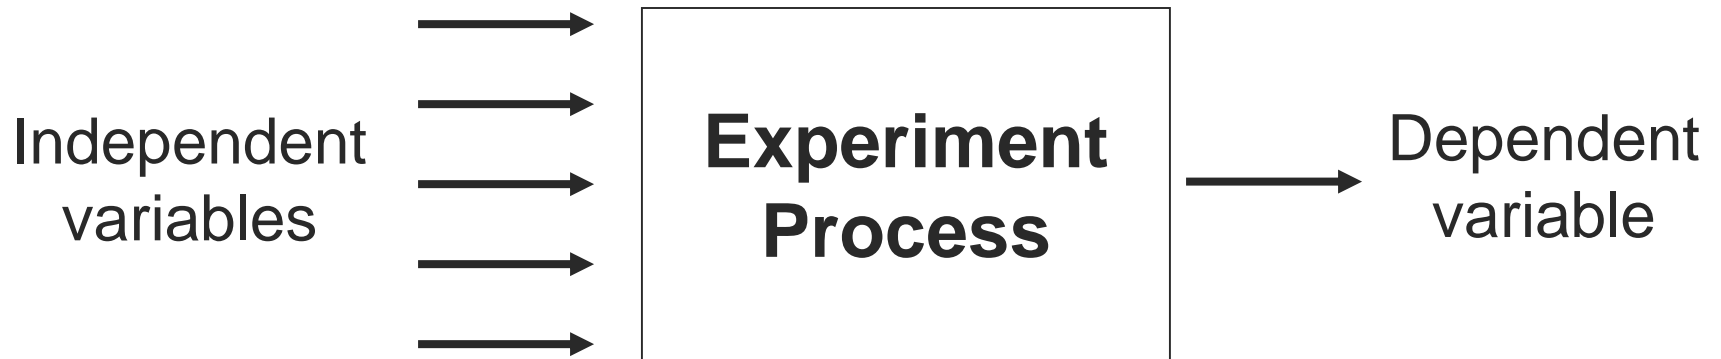 Independent
variables
Experiment
Process
Dependent
variable